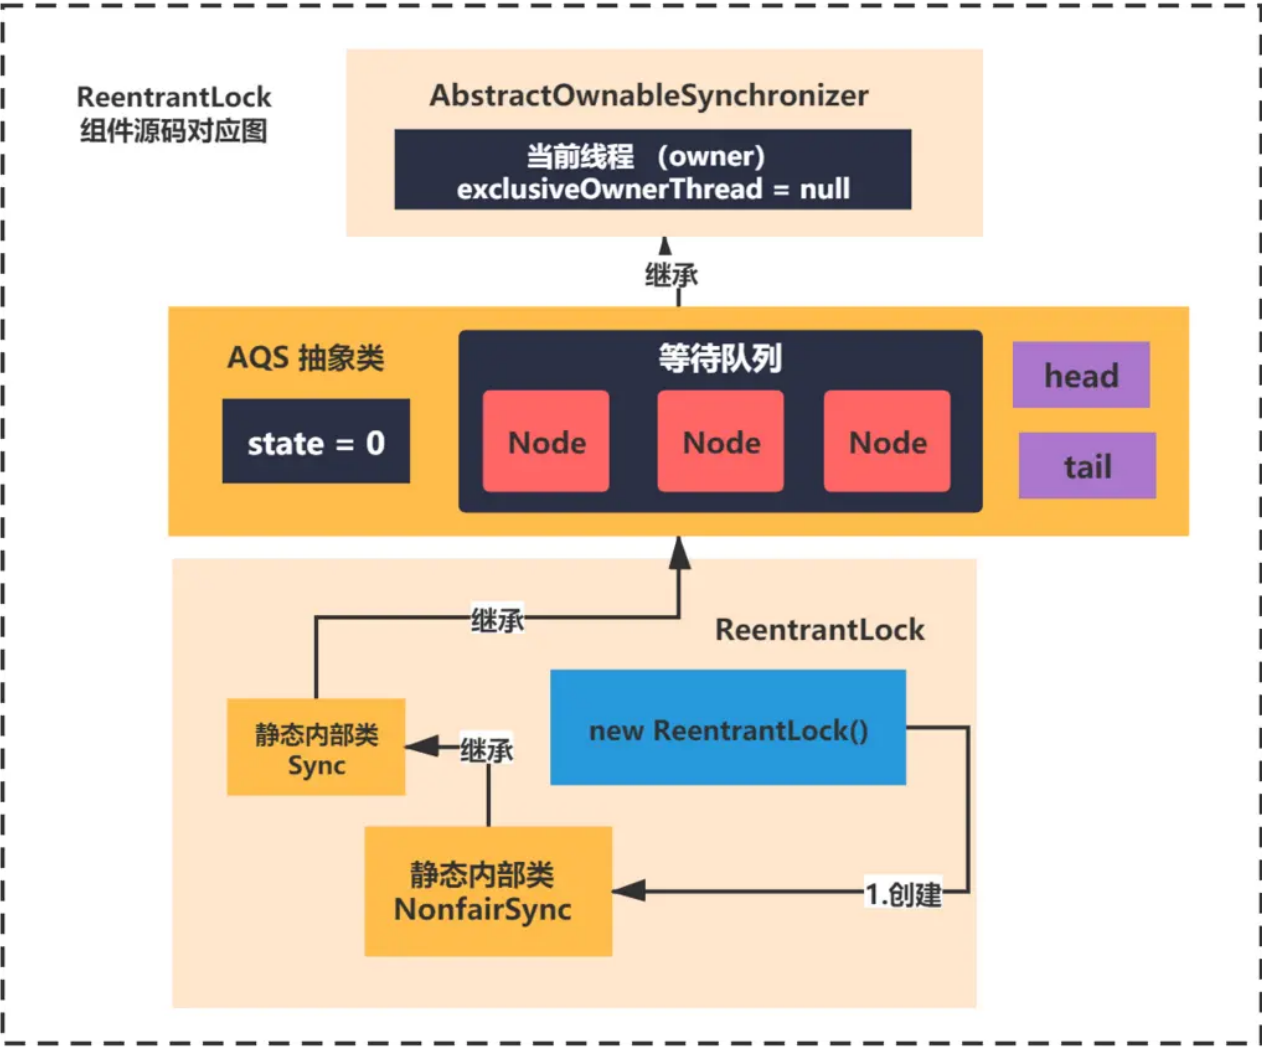 ReentrantLock
组件源码对应图
AbstractOwnableSynchronizer
当前线程 （owner）
exclusiveOwnerThread = null
继承
AQS 抽象类
state = 0
等待队列
Node
Node
Node
head
tail
继承
ReentrantLock
静态内部类
Sync
继承
new ReentrantLock()
静态内部类
NonfairSync
1.创建